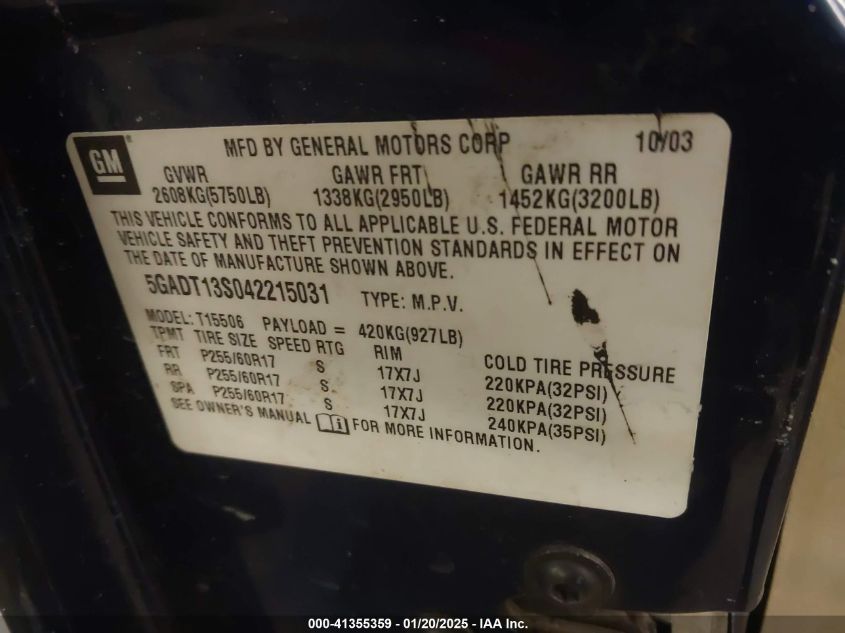 GM
MFD BY GENERAL MOTORS CORP 10/03
GVWR GAWR FRT GAWR RR
2608KG(5750LB) 1338KG(2950LB) 1452KG(3200LB)
THIS VEHICLE CONFORMS TO ALL APPLICABLE U.S. FEDERAL MOTOR
VEHICLE SAFETY AND THEFT PREVENTION STANDARDS IN EFFECT ON
THE DATE OF MANUFACTURE SHOWN ABOVE.
5GADT13S042215031 TYPE: M.P.V.
MODEL: T15506 PAYLOAD = 420KG(927LB)
TPMT TIRE SIZE SPEED RTG RIM COLD TIRE PRESSURE
FRT P255/60R17 S 17X7J 220KPA(32PSI)
RR P255/60R17 S 17X7J 220KPA(32PSI)
SPA P255/60R17 S 17X7J 240KPA(35PSI)
SEE OWNER'S MANUAL FOR MORE INFORMATION.
000-41355359 - 01/20/2025 - IAA Inc.